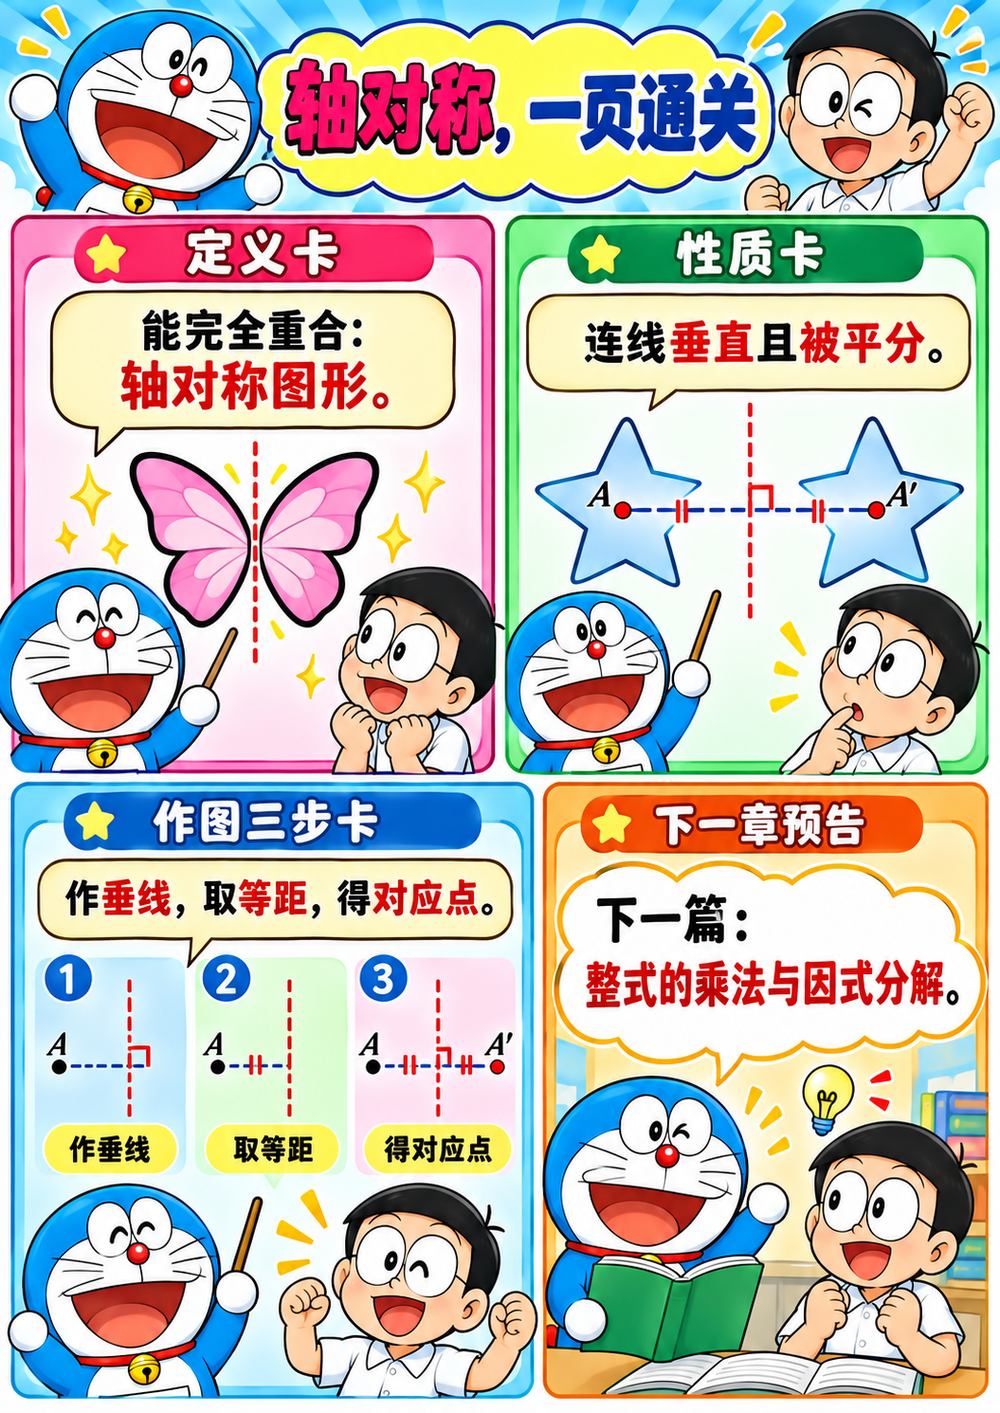 轴对称，一页通关
定义卡
能完全重合：
轴对称图形。
性质卡
连线垂直且被平分。
A
A′
作图三步卡
作垂线，取等距，得对应点。
1
A
作垂线
2
A
取等距
3
A
A′
得对应点
下一章预告
下一篇：
整式的乘法与因式分解。